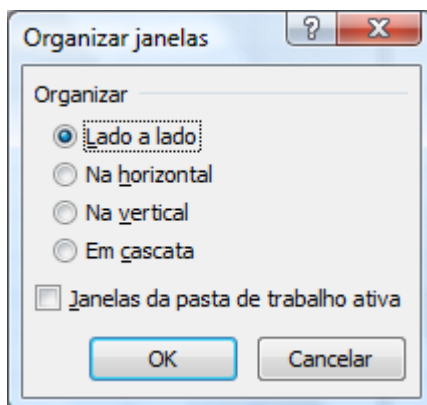 Organizar janelas
Organizar
Lado a lado
Na horizontal
Na vertical
Em cascata
Janelas da pasta de trabalho ativa
OK
Cancelar